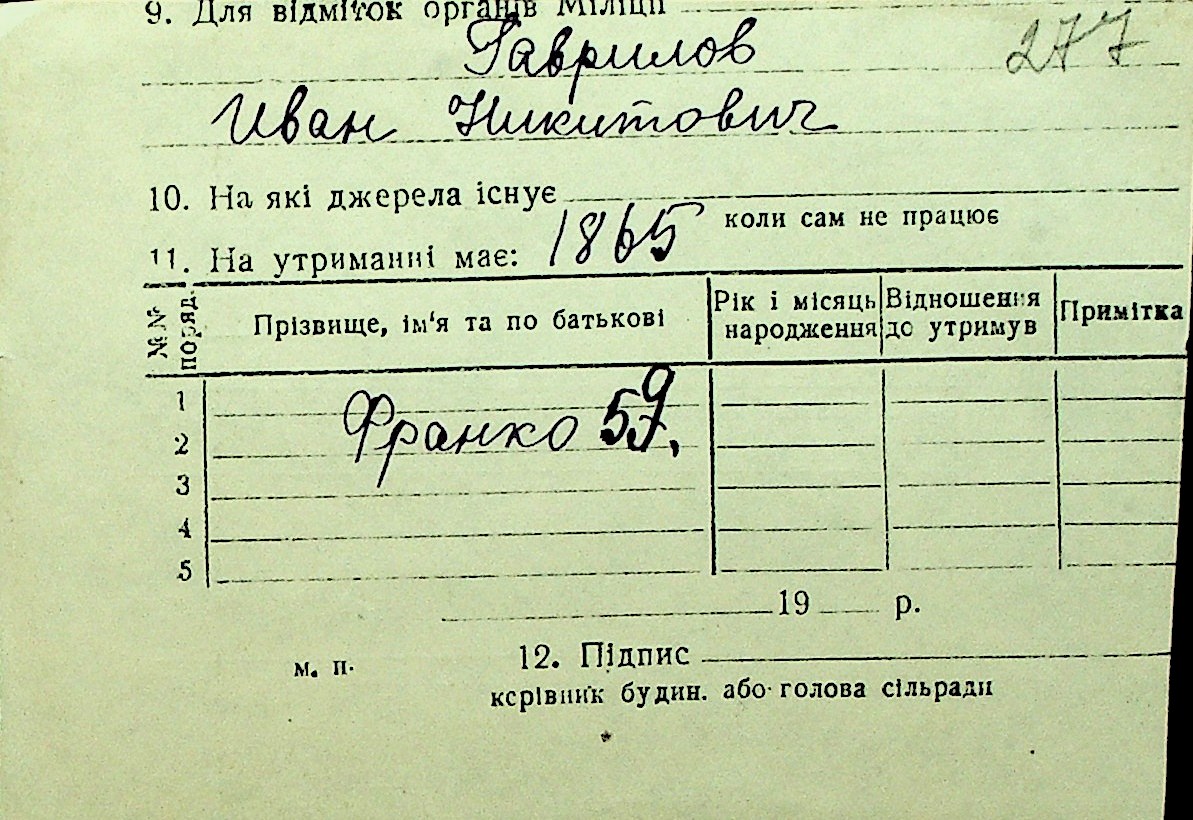 9. Для відміток органів Міліції
Гаврилов
277
Иван Никитович
10. На які джерела існує
коли сам не працює
11. На утриманні має: 1865
№№ поряд.
Прізвище, ім'я та по батькові
Рік і місяць народження
Відношення до утримув
Примітка
1
2 Франко 59.
3
4
5
19 р.
м. п.
12. Підпис
керівник будин. або голова сільради